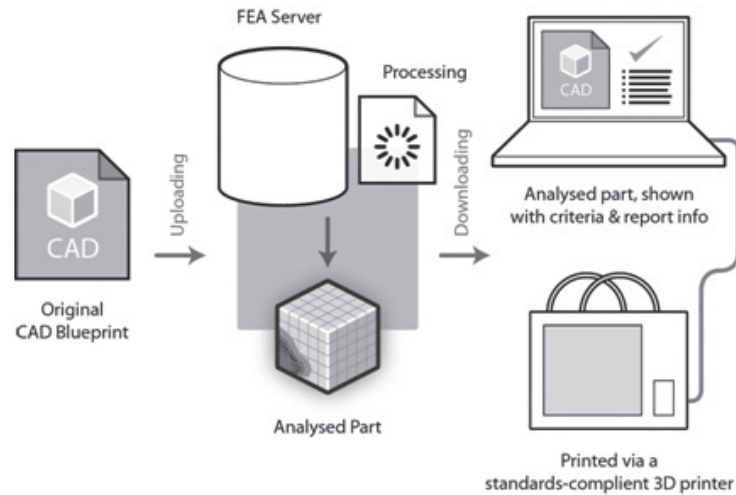 FEA Server
Processing
CAD
Uploading
Downloading
CAD
Original
CAD Blueprint
Analysed Part
Analysed part, shown
with criteria & report info
Printed via a
standards-complient 3D printer